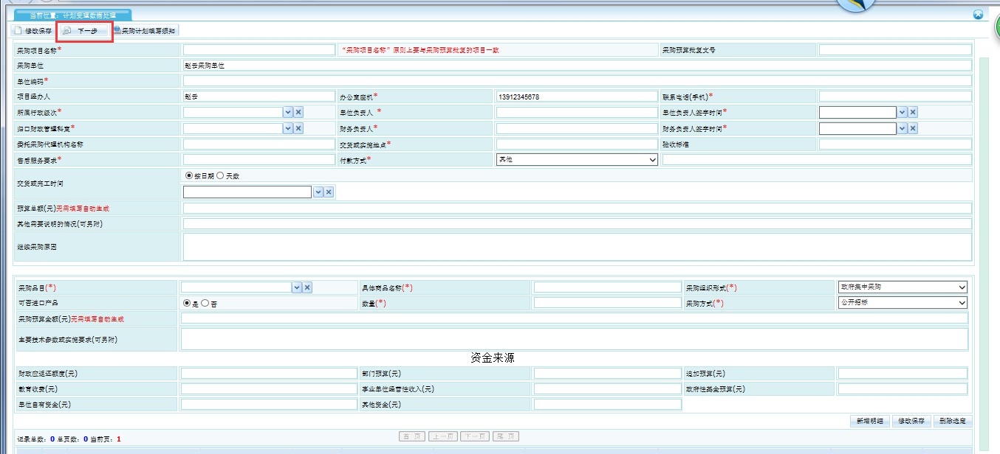 当前位置：计划受理数据处理
修改保存 下一步 采购计划填写须知
采购项目名称* “采购项目名称”原则上要与采购预算批复的项目一致 采购预算批复文号
采购单位 赵云采购单位
单位编码*
项目经办人 赵云 办公室座机* 13912345678 联系电话(手机)*
所属行政级次* 单位负责人 * 单位负责人签字时间*
归口财政管理科室* 财务负责人* 财务负责人签字时间*
委托采购代理机构名称 交货或实施地点* 验收标准
售后服务要求* 付款方式* 其他
交货或完工时间 按日期 天数
预算总额(元)无需填写自动生成
其他需要说明的情况(可另附)
继续采购原因
采购品目(*) 具体商品名称(*) 采购组织形式(*) 政府集中采购
可否进口产品 是 否 数量(*) 采购方式(*) 公开招标
采购预算金额(元)无需填写自动生成
主要技术参数或实施要求(可另附)
资金来源
财政应返还额度(元) 部门预算(元) 追加预算(元)
教育收费(元) 事业单位经营性收入(元) 政府性基金预算(元)
单位自有资金(元) 其他资金(元)
新增明细 修改保存 删除选定
记录总数: 0 总页数: 0 当前页: 1 首 页 上一页 下一页 尾 页